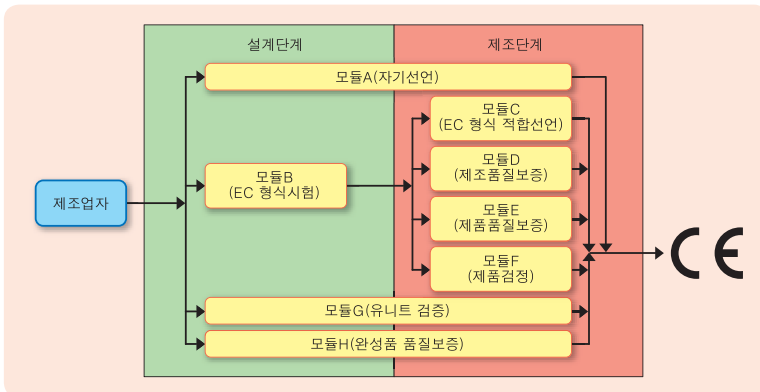 설계단계
제조단계
모듈A(자기선언)
모듈C
(EC 형식 적합선언)
모듈B
(EC 형식시험)
모듈D
(제조품질보증)
제조업자
모듈E
(제품품질보증)
모듈F
(제품검정)
CE
모듈G(유니트 검증)
모듈H(완성품 품질보증)